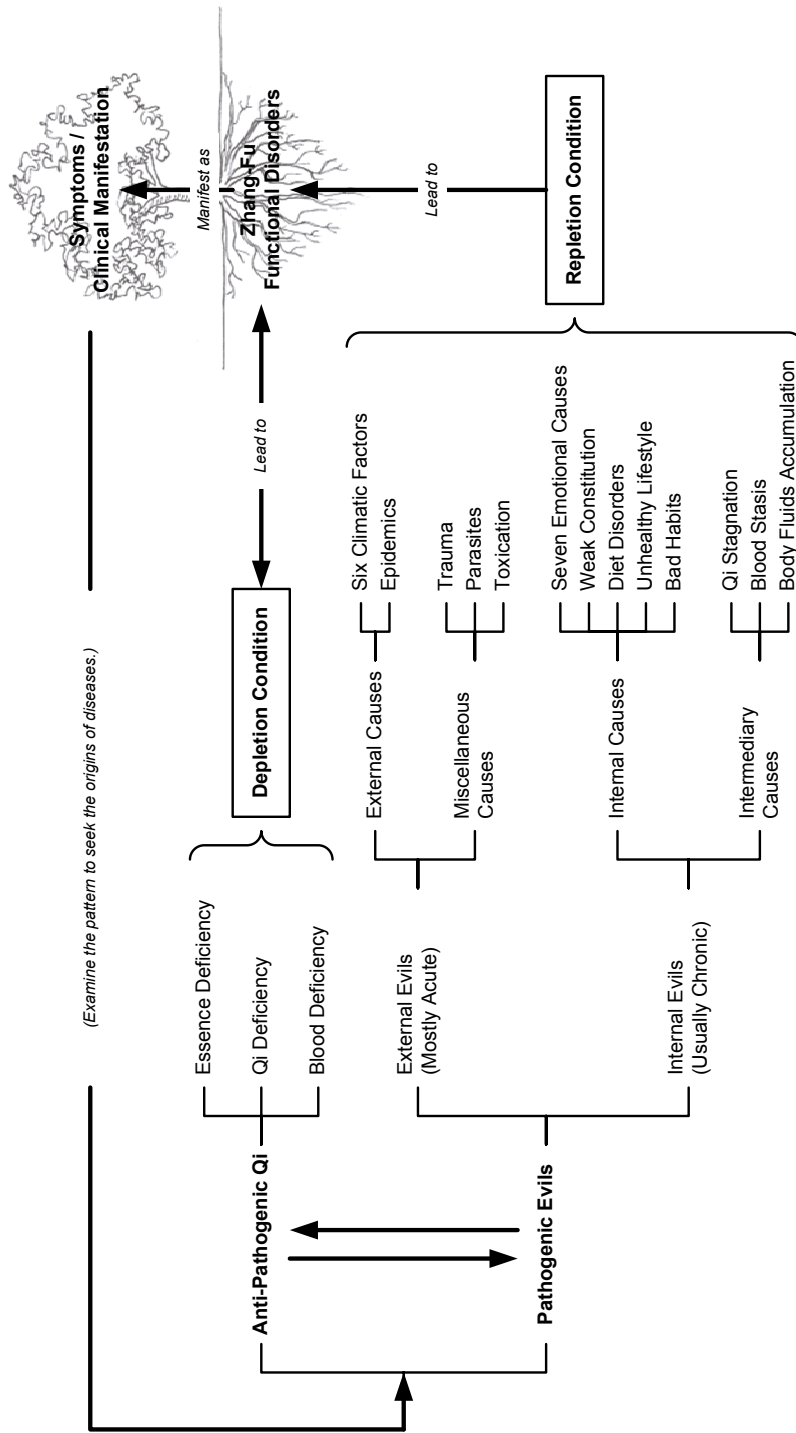 (Examine the pattern to seek the origins of diseases.)
Symptoms /
Clinical Manifestation
Manifest as
Zhang-Fu
Functional Disorders
Lead to
Depletion Condition
Essence Deficiency
Qi Deficiency
Blood Deficiency
Anti-Pathogenic Qi
Pathogenic Evils
External Evils
(Mostly Acute)
External Causes
Six Climatic Factors
Epidemics
Miscellaneous
Causes
Trauma
Parasites
Toxication
Internal Evils
(Usually Chronic)
Internal Causes
Seven Emotional Causes
Weak Constitution
Diet Disorders
Unhealthy Lifestyle
Bad Habits
Intermediary
Causes
Qi Stagnation
Blood Stasis
Body Fluids Accumulation
Repletion Condition
Lead to